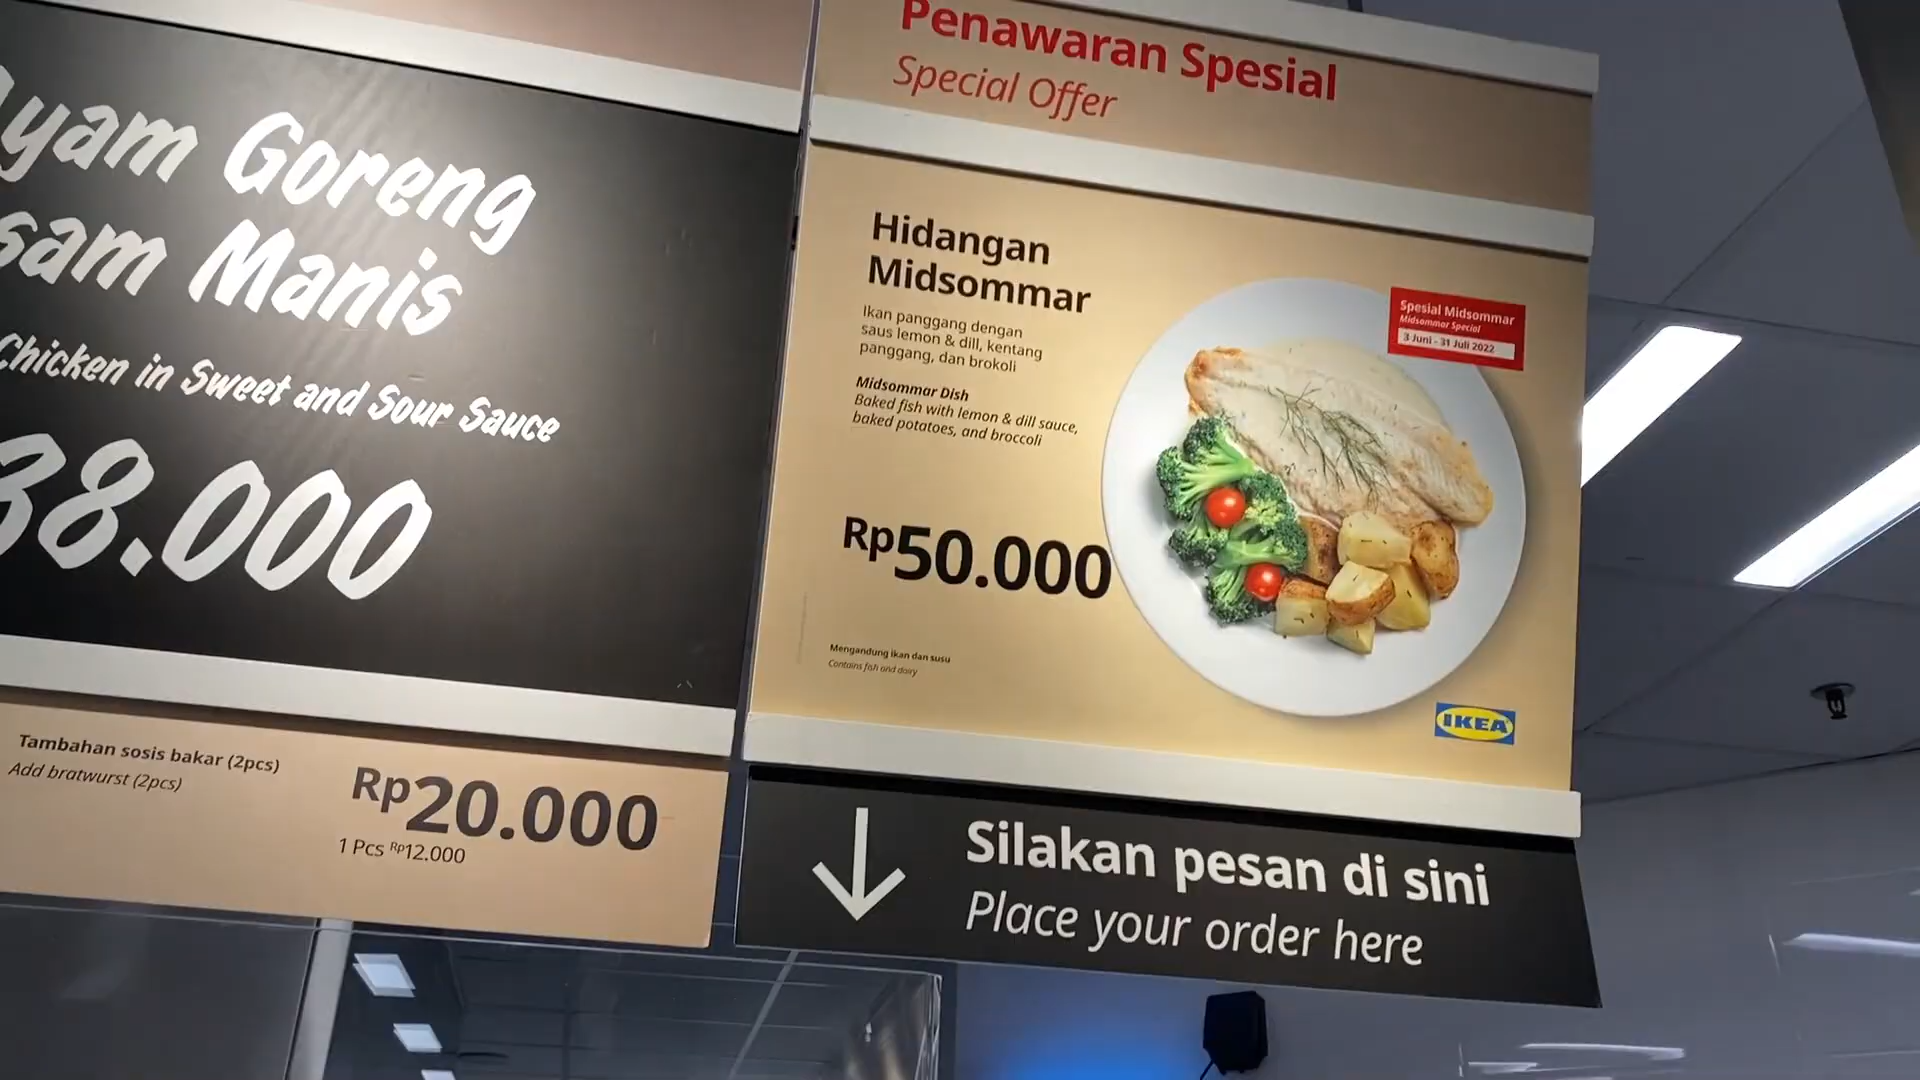 Goreng
Manis
Chicken in Sweet and Sour Sauce
38.000
Tambahan sosis bakar (2pcs)
Add bratwurst (2pcs)
Rp20.000
1 Pcs Rp12.000
Penawaran Spesial
Special Offer
Hidangan
Midsommar
Ikan panggang dengan
saus lemon & dill, kentang
panggang, dan brokoli
Midsommar Dish
Baked fish with lemon & dill sauce,
baked potatoes, and broccoli
Rp50.000
Mengandung ikan dan susu
Contains fish and dairy
Spesial Midsommar
Midsommar Special
3 Juni - 31 Juli 2022
IKEA
Silakan pesan di sini
Place your order here